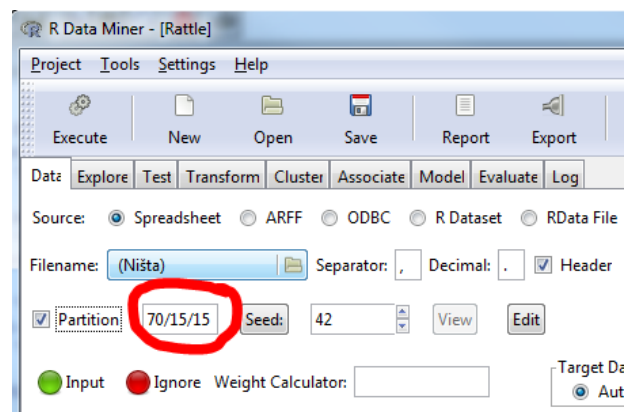 R Data Miner - [Rattle]
Project Tools Settings Help
Execute New Open Save Report Export
Data Explore Test Transform Cluster Associate Model Evaluate Log
Source: Spreadsheet ARFF ODBC R Dataset RData File
Filename: (Ništa) Separator: , Decimal: . Header
Partition 70/15/15 Seed: 42 View Edit
Target Da
Input Ignore Weight Calculator: Aut